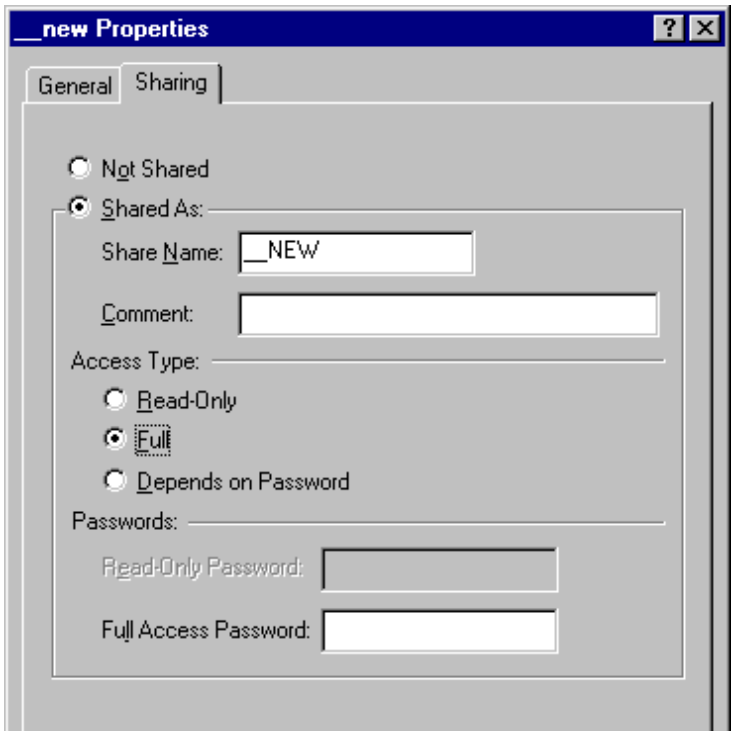 __new Properties
General Sharing
Not Shared
Shared As:
Share Name: __NEW
Comment:
Access Type:
Read-Only
Full
Depends on Password
Passwords:
Read-Only Password:
Full Access Password: